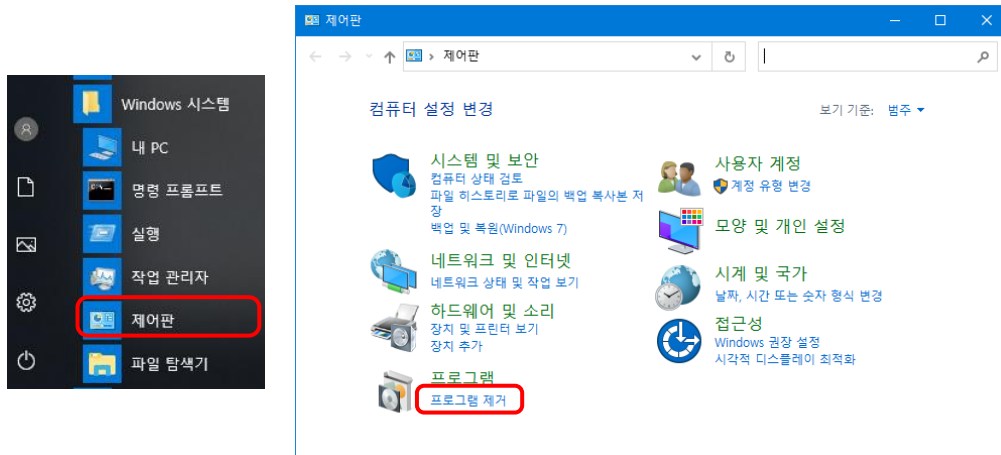 Windows 시스템
내 PC
명령 프롬프트
실행
작업 관리자
제어판
파일 탐색기
제어판
제어판
컴퓨터 설정 변경
보기 기준: 범주
시스템 및 보안
컴퓨터 상태 검토
파일 히스토리로 파일의 백업 복사본 저
장
백업 및 복원(Windows 7)
네트워크 및 인터넷
네트워크 상태 및 작업 보기
하드웨어 및 소리
장치 및 프린터 보기
장치 추가
프로그램
프로그램 제거
사용자 계정
계정 유형 변경
모양 및 개인 설정
시계 및 국가
날짜, 시간 또는 숫자 형식 변경
접근성
Windows 권장 설정
시각적 디스플레이 최적화